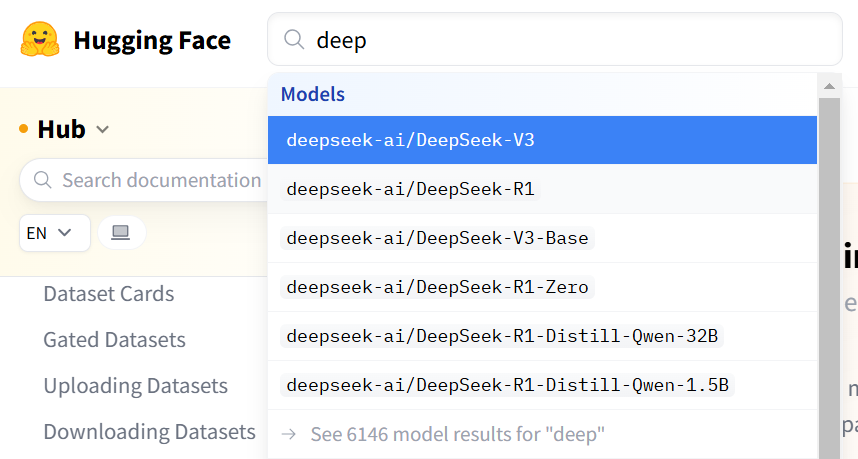 Hugging Face
deep
Models
deepseek-ai/DeepSeek-V3
deepseek-ai/DeepSeek-R1
deepseek-ai/DeepSeek-V3-Base
deepseek-ai/DeepSeek-R1-Zero
deepseek-ai/DeepSeek-R1-Distill-Qwen-32B
deepseek-ai/DeepSeek-R1-Distill-Qwen-1.5B
→ See 6146 model results for "deep"
Hub
Search documentation
EN
Dataset Cards
Gated Datasets
Uploading Datasets
Downloading Datasets